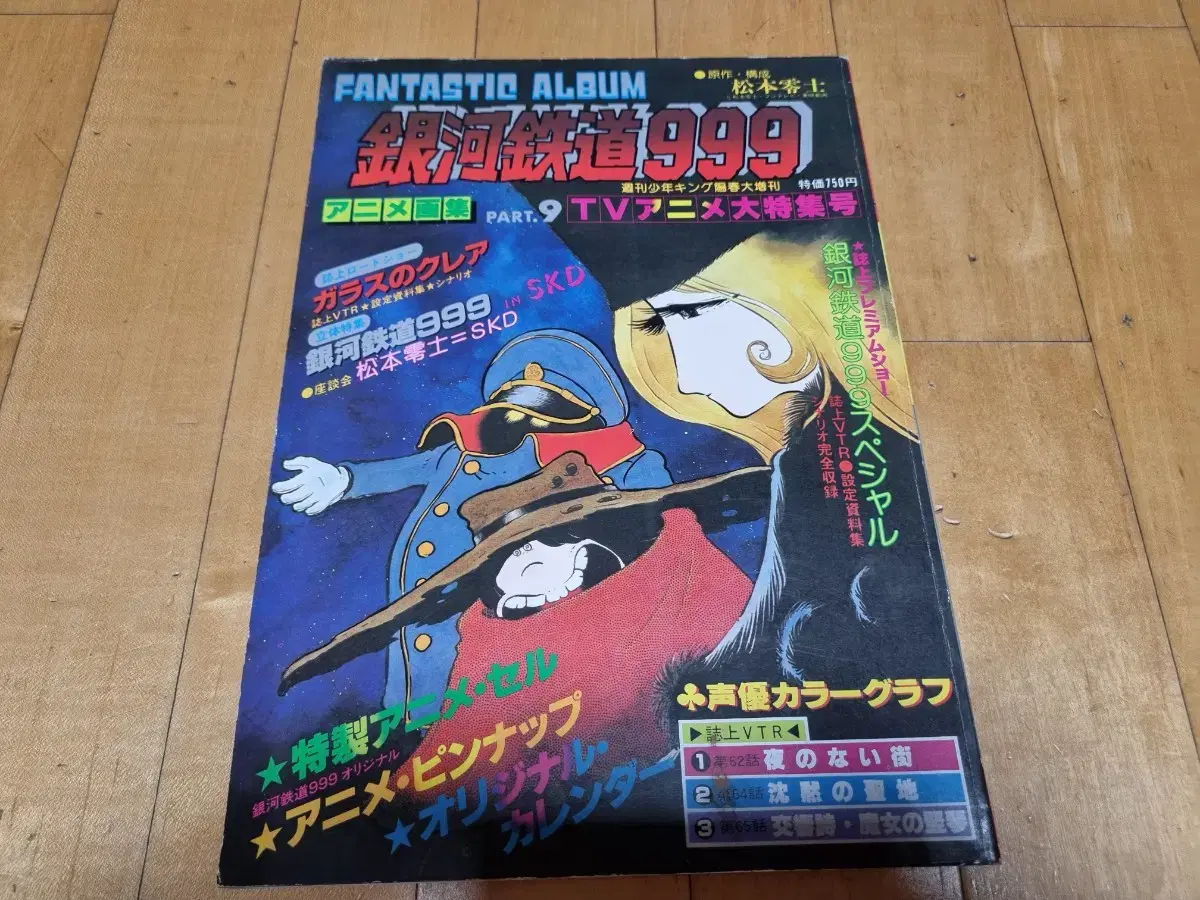 FANTASTIC ALBUM
●原作・構成
松本零士
銀河鉄道999
週刊少年キング陽春大増刊 特価750円
アニメ画集 PART.9 TVアニメ大特集号
誌上ロードショー
ガラスのクレア
誌上VTR★設定資料集★シナリオ
立体特集
銀河鉄道999 IN SKD
●座談会 松本零士=SKD
★誌上プレミアムショー
銀河鉄道999スペシャル
誌上VTR●設定資料集
シナリオ完全収録
★特製アニメ・セル
銀河鉄道999オリジナル
★アニメ・ピンナップ
★オリジナル・
カレンダー
♣声優カラーグラフ
▶誌上VTR◀
1 第62話 夜のない街
2 第64話 沈黙の聖地
3 第65話 交響詩・魔女の竪琴